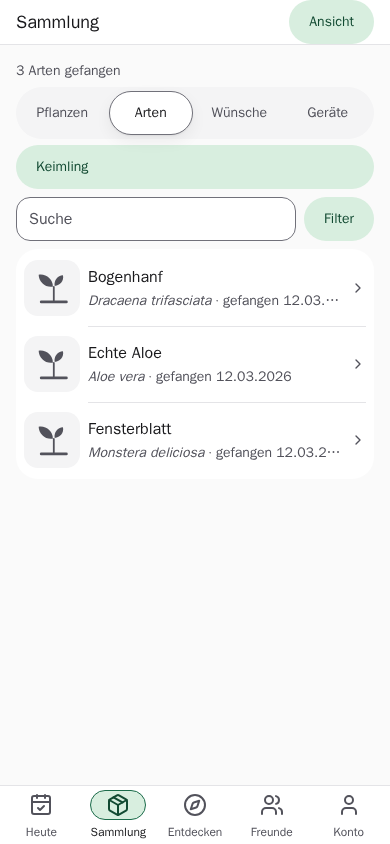 Sammlung
Ansicht
3 Arten gefangen
Pflanzen
Arten
Wünsche
Geräte
Keimling
Suche
Filter
Bogenhanf
Dracaena trifasciata · gefangen 12.03.…
Echte Aloe
Aloe vera · gefangen 12.03.2026
Fensterblatt
Monstera deliciosa · gefangen 12.03.2…
Heute
Sammlung
Entdecken
Freunde
Konto